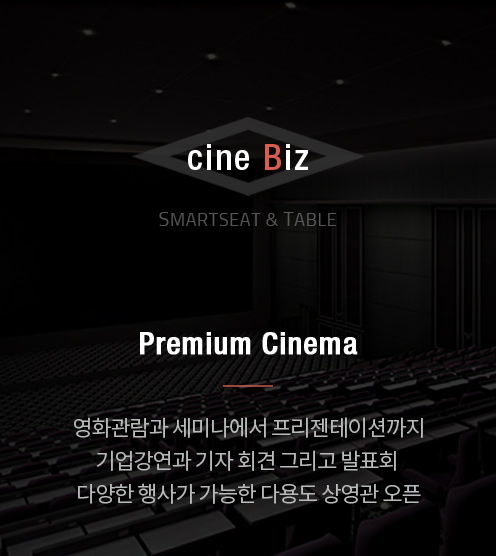 cine Biz
SMARTSEAT & TABLE
Premium Cinema
영화관람과 세미나에서 프리젠테이션까지
기업강연과 기자 회견 그리고 발표회
다양한 행사가 가능한 다용도 상영관 오픈